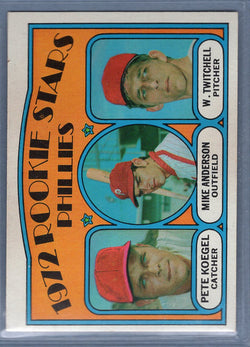 1972 ROOKIE STARS
PHILLIES
W. TWITCHELL
PITCHER
MIKE ANDERSON
OUTFIELD
PETE KOEGEL
CATCHER